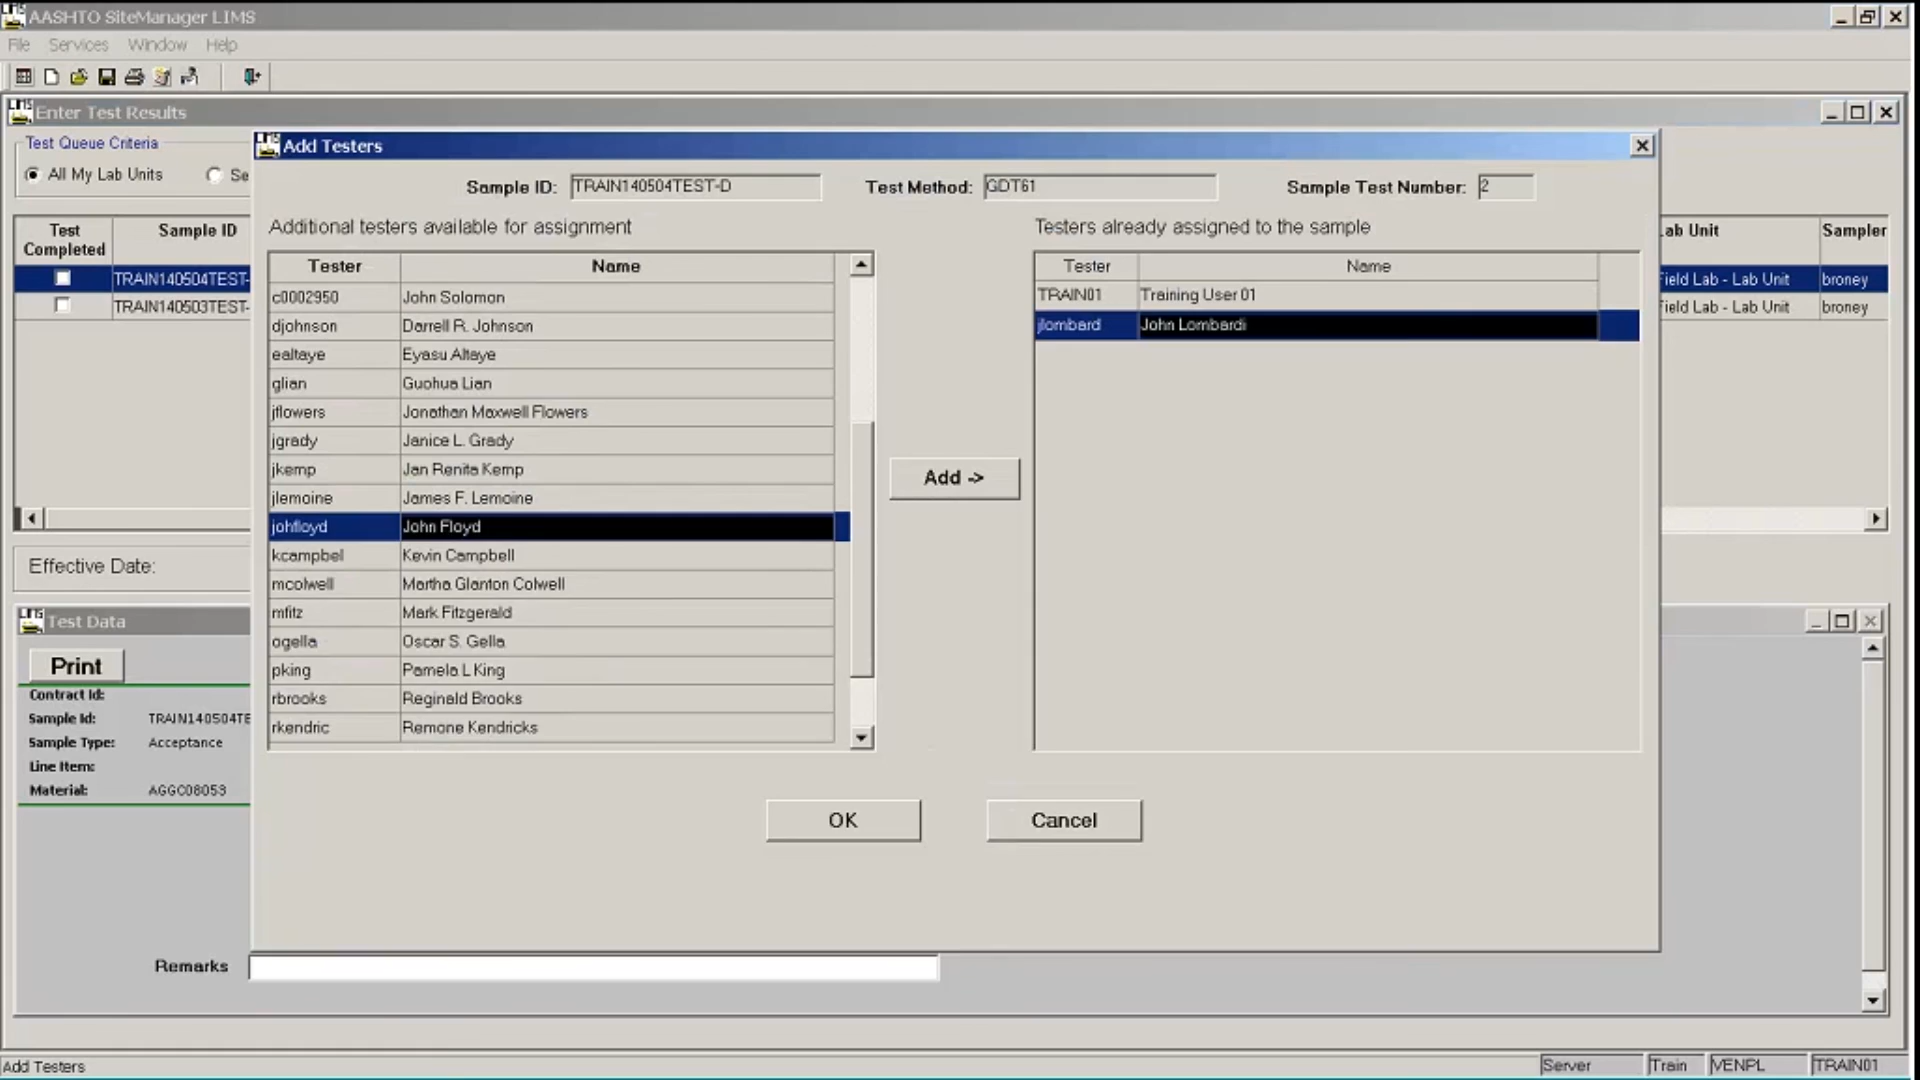 AASHTO SiteManager LIMS
File Services Window Help
Enter Test Results
Test Queue Criteria
All My Lab Units
Se
Test Completed Sample ID
TRAIN140504TEST-
TRAIN140503TEST-
Lab Unit Sampler
Field Lab - Lab Unit broney
Field Lab - Lab Unit broney
Add Testers
Sample ID: TRAIN140504TEST-D Test Method: GDT61 Sample Test Number: 2
Additional testers available for assignment
Tester Name
c0002950 John Solomon
djohnson Darrell R. Johnson
ealtaye Eyasu Altaye
glian Guohua Lian
jflowers Jonathan Maxwell Flowers
jgrady Janice L. Grady
jkemp Jan Renita Kemp
jlemoine James F. Lemoine
johfloyd John Floyd
kcampbel Kevin Campbell
mcolwell Martha Glanton Colwell
mfitz Mark Fitzgerald
ogella Oscar S. Gella
pking Pamela L King
rbrooks Reginald Brooks
rkendric Remone Kendricks
Add ->
Testers already assigned to the sample
Tester Name
TRAIN01 Training User 01
jlombard John Lombardi
OK Cancel
Effective Date:
Test Data
Print
Contract Id:
Sample Id: TRAIN140504TE
Sample Type: Acceptance
Line Item:
Material: AGGC08053
Remarks
Add Testers Server Train VENPL TRAIN01